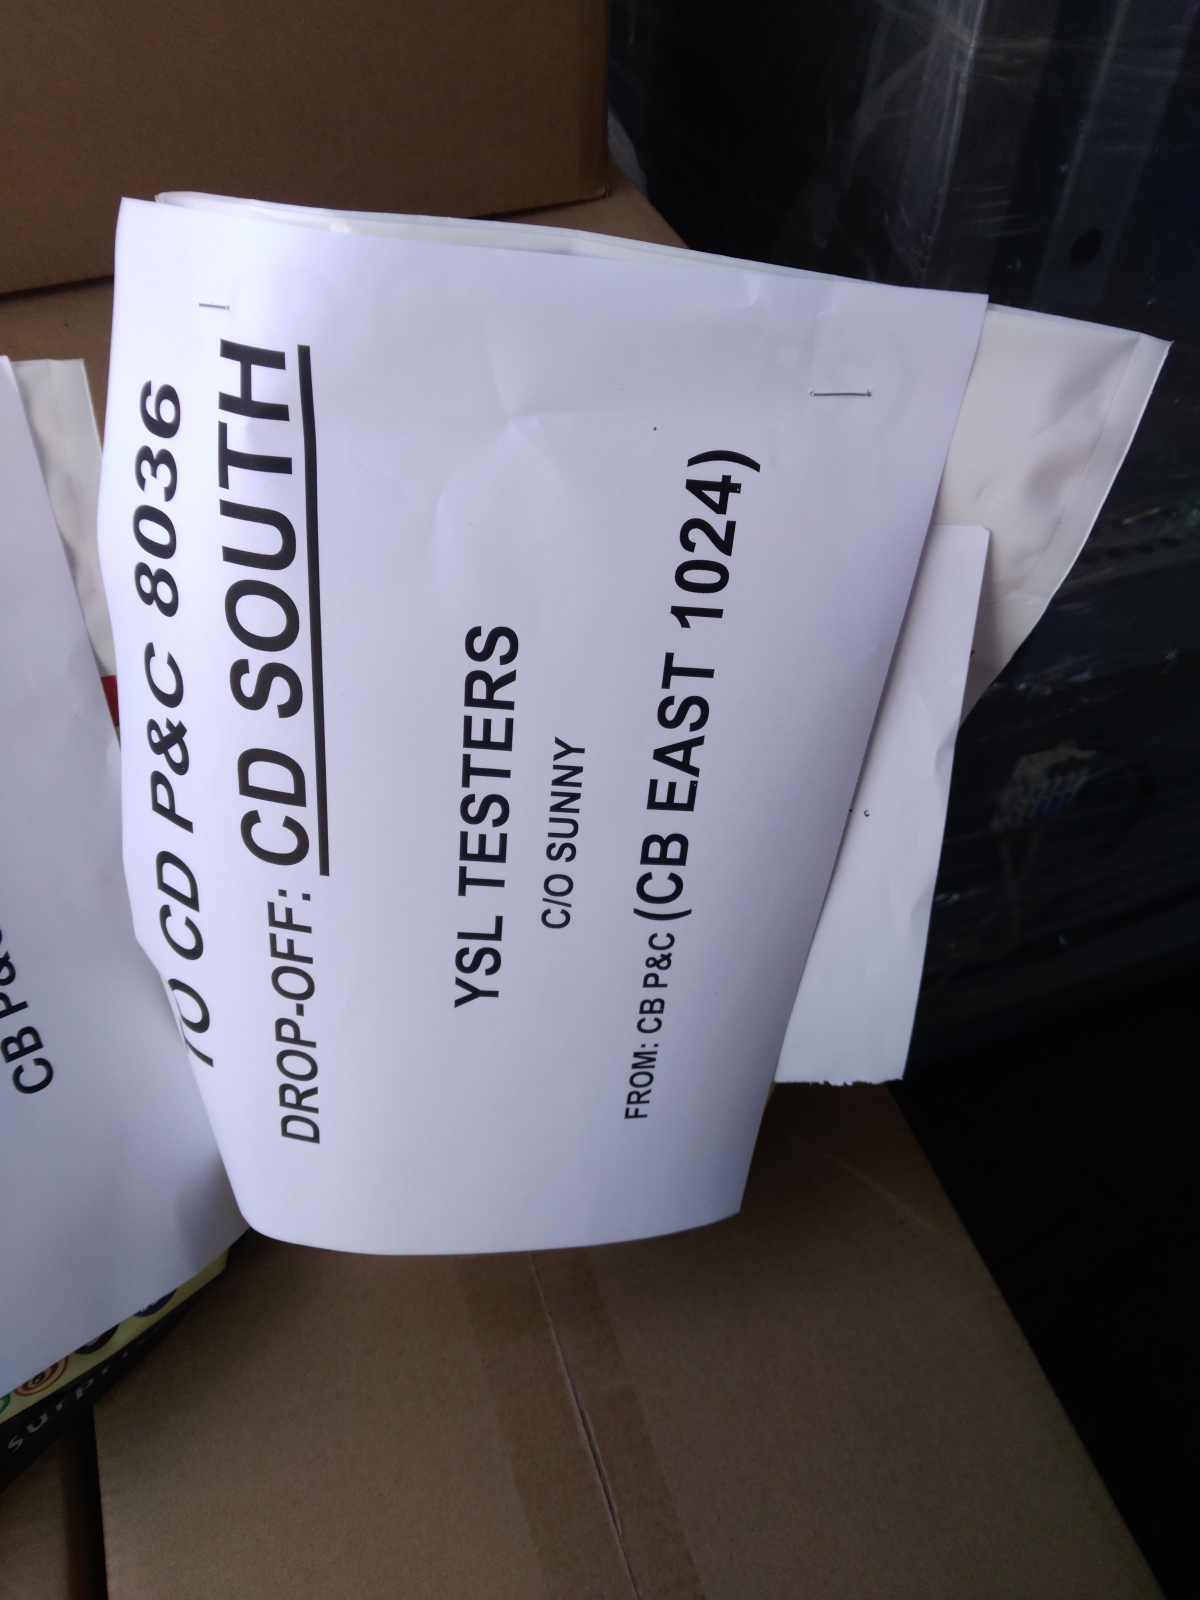 TO CD P&C 8036
DROP-OFF: CD SOUTH
YSL TESTERS
C/O SUNNY
FROM: CB P&C (CB EAST 1024)
CB P&